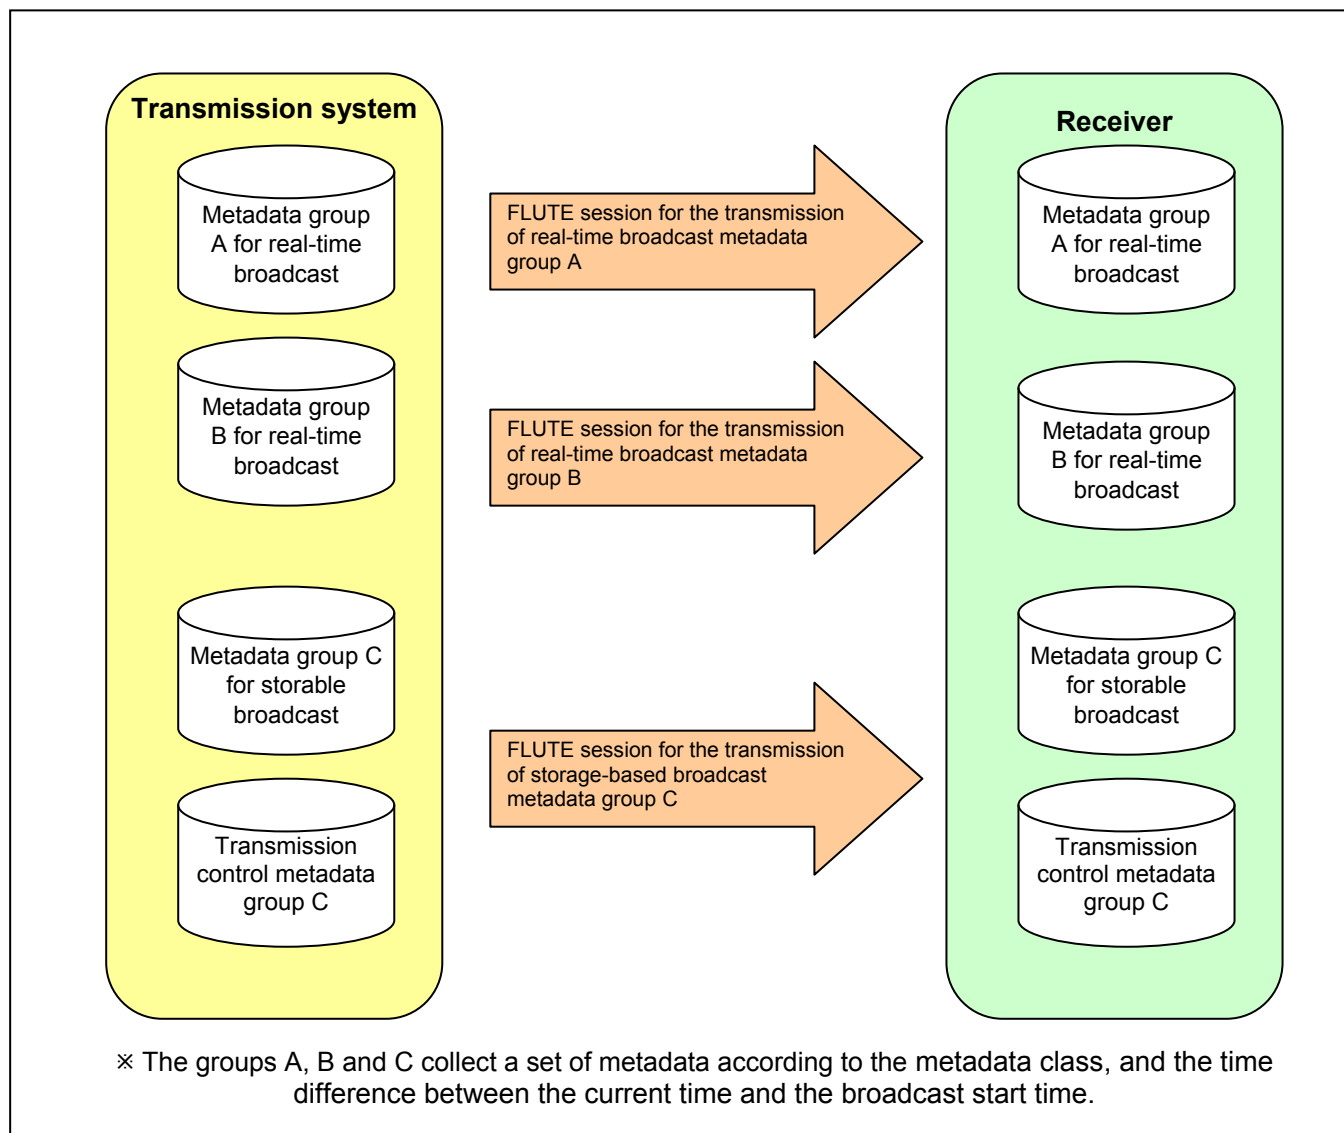 Transmission system
Metadata group
A for real-time
broadcast
Metadata group
B for real-time
broadcast
Metadata group C
for storable
broadcast
Transmission
control metadata
group C
FLUTE session for the transmission
of real-time broadcast metadata
group A
FLUTE session for the transmission
of real-time broadcast metadata
group B
FLUTE session for the transmission
of storage-based broadcast
metadata group C
Receiver
Metadata group
A for real-time
broadcast
Metadata group
B for real-time
broadcast
Metadata group C
for storable
broadcast
Transmission
control metadata
group C
※ The groups A, B and C collect a set of metadata according to the metadata class, and the time
difference between the current time and the broadcast start time.